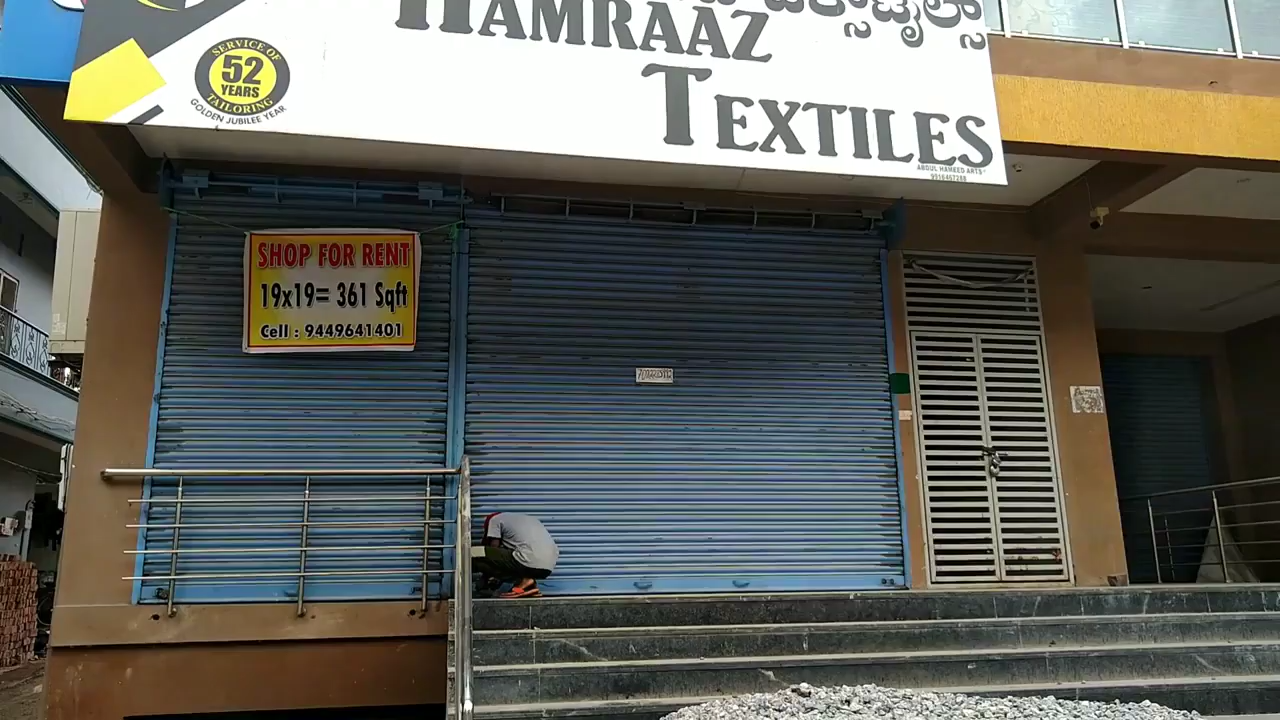 ಟೆಕ್ಸ್‌ಟೈಲ್ಸ್
HAMRAAZ
TEXTILES
ABDUL HAMEED ARTS
9916467288
SERVICE OF
52
YEARS
TAILORING
GOLDEN JUBILEE YEAR
SHOP FOR RENT
19x19= 361 Sqft
Cell : 9449641401